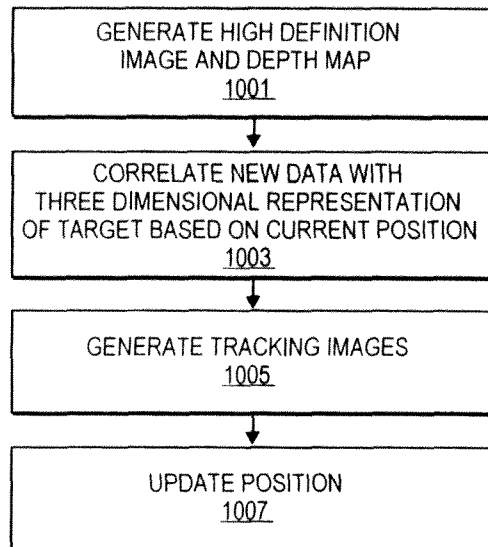 GENERATE HIGH DEFINITION
IMAGE AND DEPTH MAP
1001
CORRELATE NEW DATA WITH
THREE DIMENSIONAL REPRESENTATION
OF TARGET BASED ON CURRENT POSITION
1003
GENERATE TRACKING IMAGES
1005
UPDATE POSITION
1007